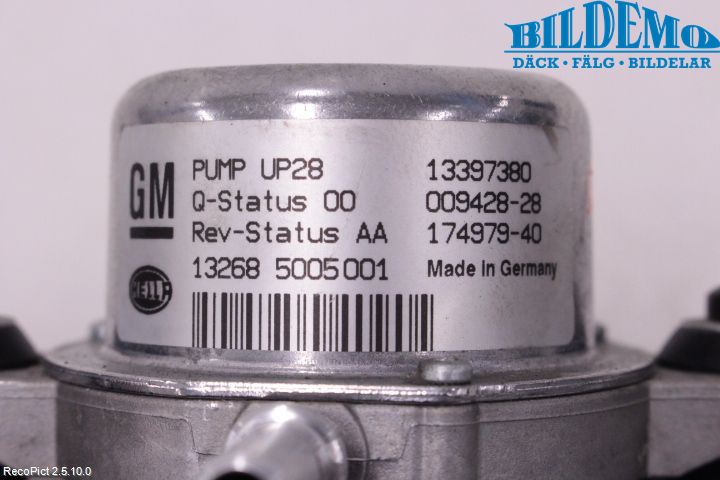 BILDEMO
DÄCK • FÄLG • BILDELAR
GM
PUMP UP28 13397380
Q-Status 00 009428-28
Rev-Status AA 174979-40
13268 5005001 Made in Germany
HELLA
RecoPict 2.5.10.0